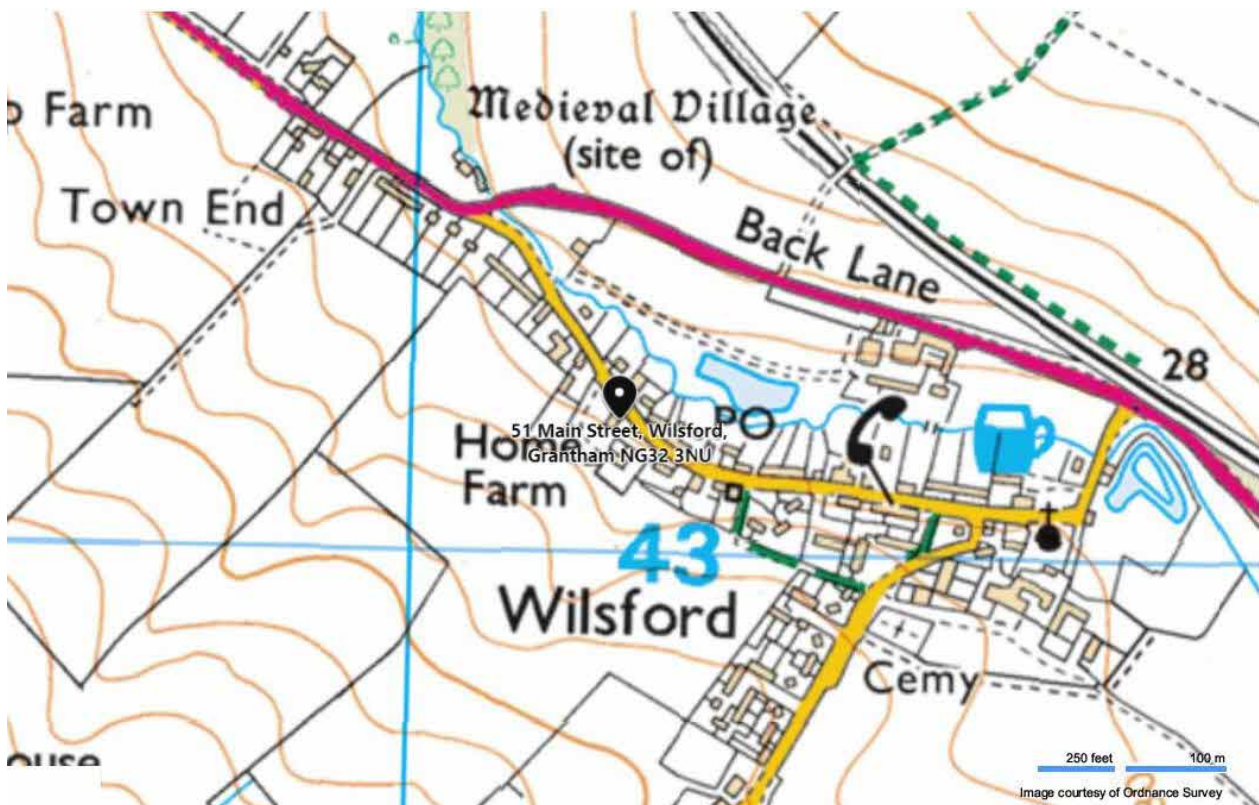 Farm
Medieval Village
(site of)
Town End
Back Lane
28
PO
51 Main Street, Wilsford,
Grantham NG32 3NU
Home
Farm
43
Wilsford
Cemy
250 feet
100 m
Image courtesy of Ordnance Survey